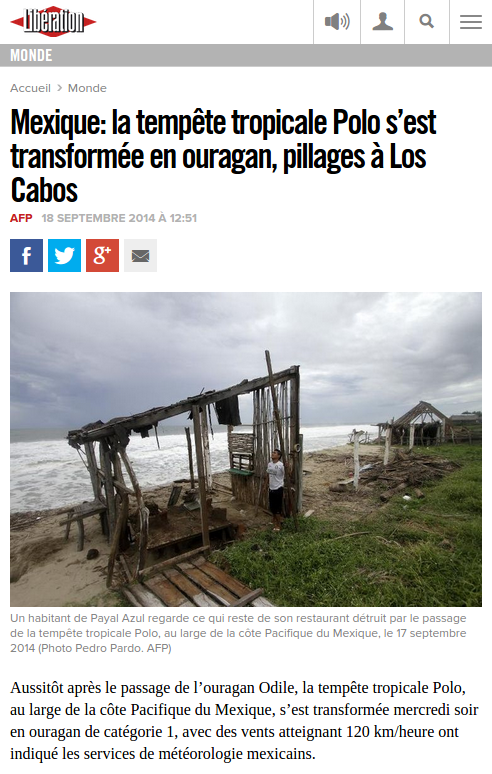 Libération
MONDE
Accueil > Monde
Mexique: la tempête tropicale Polo s’est
transformée en ouragan, pillages à Los
Cabos
AFP 18 SEPTEMBRE 2014 À 12:51
f
g+
Un habitant de Payal Azul regarde ce qui reste de son restaurant détruit par le passage
de la tempête tropicale Polo, au large de la côte Pacifique du Mexique, le 17 septembre
2014 (Photo Pedro Pardo. AFP)
Aussitôt après le passage de l’ouragan Odile, la tempête tropicale Polo,
au large de la côte Pacifique du Mexique, s’est transformée mercredi soir
en ouragan de catégorie 1, avec des vents atteignant 120 km/heure ont
indiqué les services de météorologie mexicains.